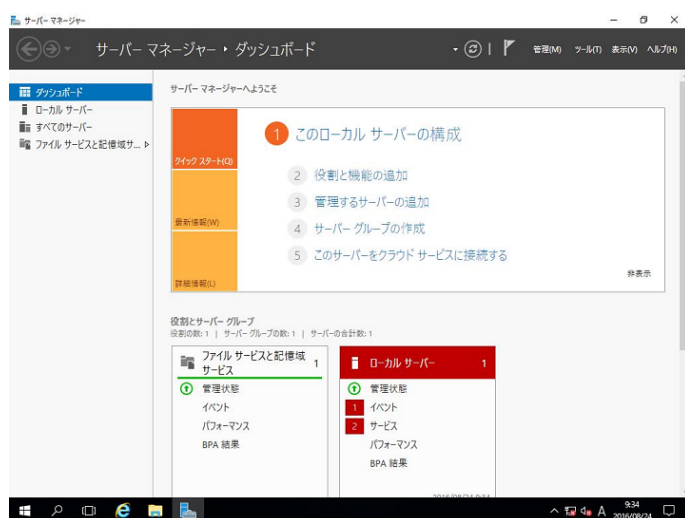 サーバー マネージャー
サーバー マネージャー ・ ダッシュボード
管理(M) ツール(T) 表示(V) ヘルプ(H)
ダッシュボード
ローカル サーバー
すべてのサーバー
ファイル サービスと記憶域サ...
サーバー マネージャーへようこそ
クイック スタート(Q)
最新情報(W)
詳細情報(L)
1 このローカル サーバーの構成
2 役割と機能の追加
3 管理するサーバーの追加
4 サーバー グループの作成
5 このサーバーをクラウド サービスに接続する
非表示
役割とサーバー グループ
役割の数: 1 | サーバー グループの数: 1 | サーバーの合計数: 1
ファイル サービスと記憶域
サービス
1
管理状態
イベント
パフォーマンス
BPA 結果
ローカル サーバー 1
管理状態
1 イベント
2 サービス
パフォーマンス
BPA 結果
2016/08/24 9:34
A
9:34
2016/08/24